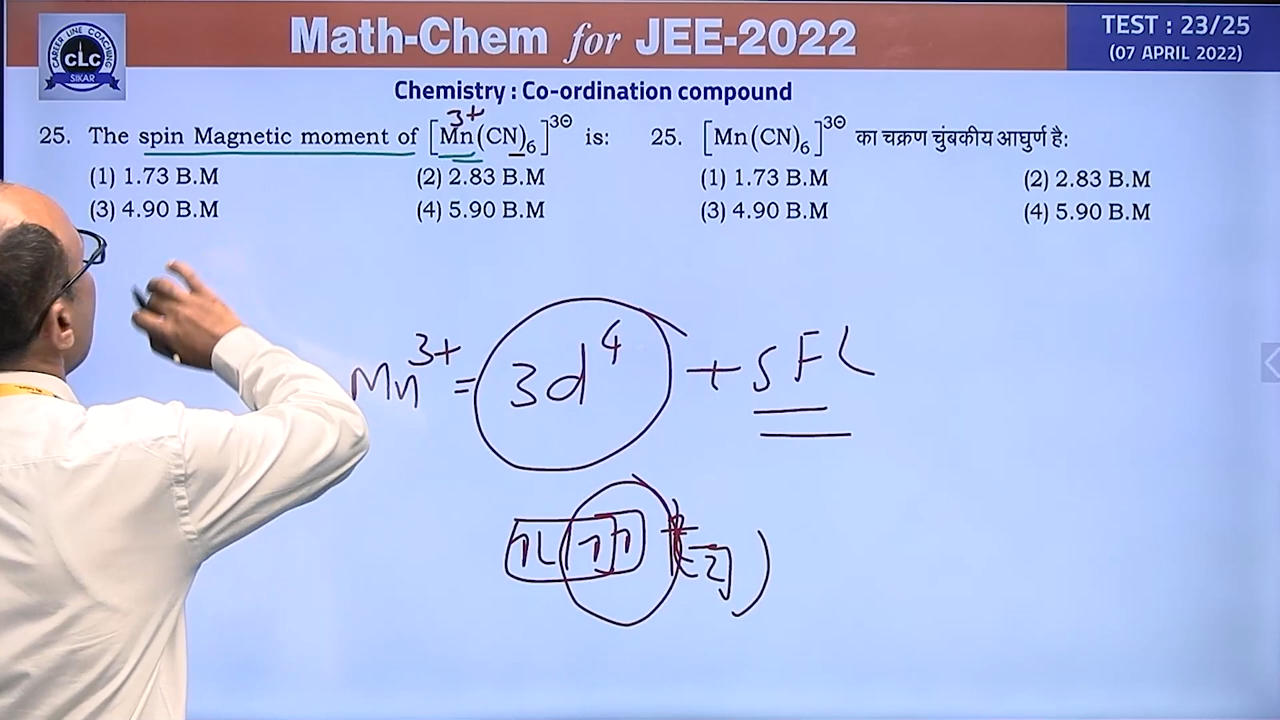 CAREER LINE COACHING
CLC
SIKAR
Math-Chem for JEE-2022
TEST : 23/25
(07 APRIL 2022)
Chemistry : Co-ordination compound
3+
25. The spin Magnetic moment of [Mn(CN)₆]³⊖ is:
(1) 1.73 B.M (2) 2.83 B.M
(3) 4.90 B.M (4) 5.90 B.M
25. [Mn(CN)₆]³⊖ का चक्रण चुंबकीय आघुर्ण है:
(1) 1.73 B.M (2) 2.83 B.M
(3) 4.90 B.M (4) 5.90 B.M
Mn³⁺ = 3d⁴ + SFL